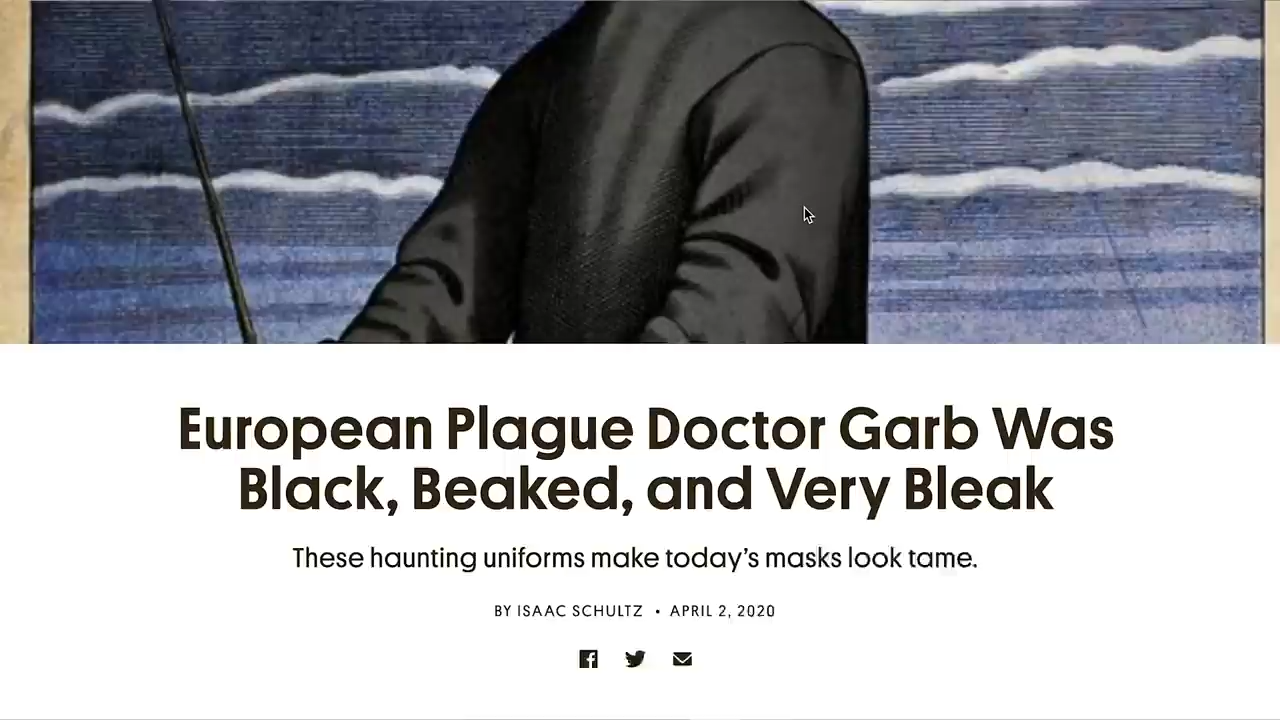 European Plague Doctor Garb Was
Black, Beaked, and Very Bleak
These haunting uniforms make today's masks look tame.
BY ISAAC SCHULTZ • APRIL 2, 2020